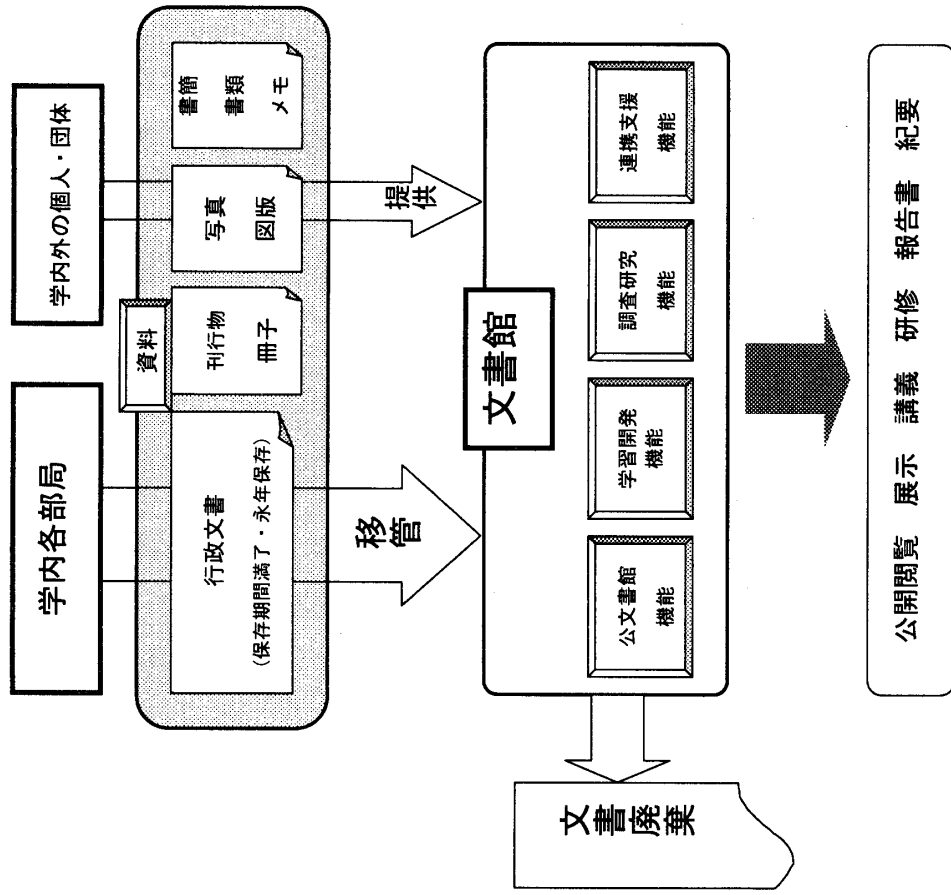 学内各部局
学内外の個人・団体
資料
行政文書
(保存期間満了・永年保存)
刊行物
冊子
写真
図版
書簡
書類
メモ
移管
提供
文書館
公文書館
機能
学習開発
機能
調査研究
機能
連携支援
機能
文書廃棄
公開閲覧 展示 講義 研修 報告書 紀要